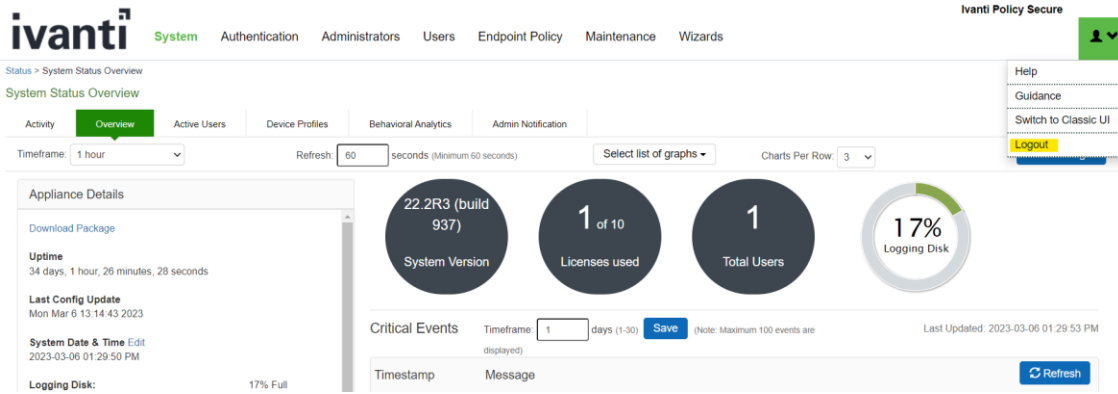 Ivanti Policy Secure
ivanti
System Authentication Administrators Users Endpoint Policy Maintenance Wizards
Status > System Status Overview
System Status Overview
Help
Guidance
Switch to Classic UI
Logout
Activity Overview Active Users Device Profiles Behavioral Analytics Admin Notification
Timeframe: 1 hour Refresh: 60 seconds (Minimum 60 seconds) Select list of graphs Charts Per Row: 3
Appliance Details
Download Package
Uptime
34 days, 1 hour, 26 minutes, 28 seconds
Last Config Update
Mon Mar 6 13:14:43 2023
System Date & Time Edit
2023-03-06 01:29:50 PM
Logging Disk: 17% Full
22.2R3 (build
937)
System Version
1 of 10
Licenses used
1
Total Users
17%
Logging Disk
Critical Events Timeframe: 1 days (1-30) Save (Note: Maximum 100 events are
displayed)
Last Updated: 2023-03-06 01:29:53 PM
Timestamp Message Refresh